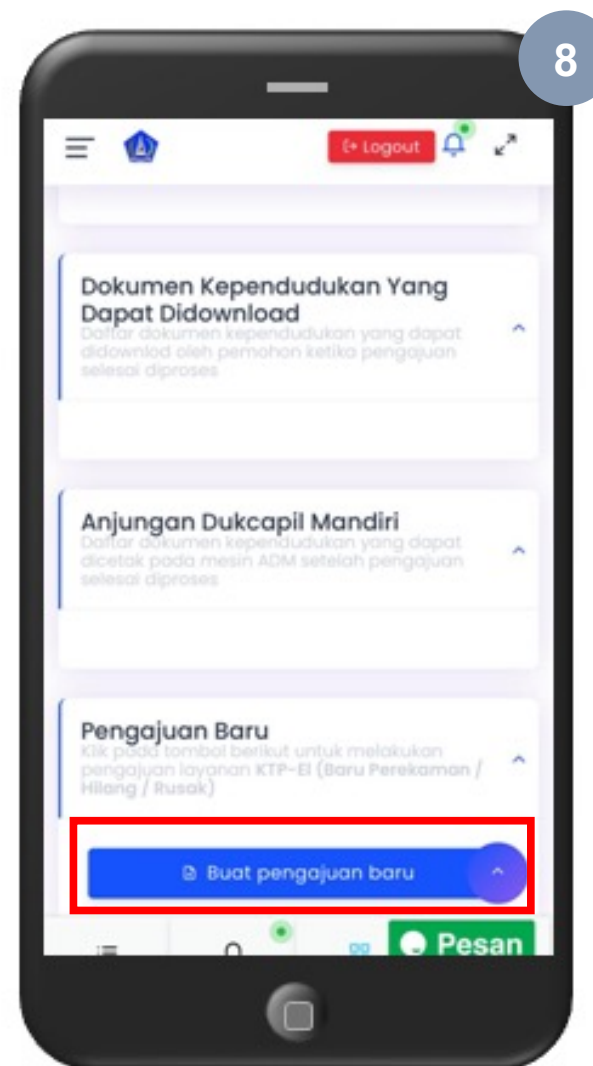 8
Logout
Dokumen Kependudukan Yang
Dapat Didownload
Daftar dokumen kependudukan yang dapat
didownlod oleh pemohon ketika pengajuan
selesai diproses
Anjungan Dukcapil Mandiri
Daftar dokumen kependudukan yang dapat
dicetak pada mesin ADM setelah pengajuan
selesai diproses
Pengajuan Baru
Klik pada tombol berikut untuk melakukan
pengajuan layanan KTP-El (Baru Perekaman /
Hilang / Rusak)
Buat pengajuan baru
Pesan